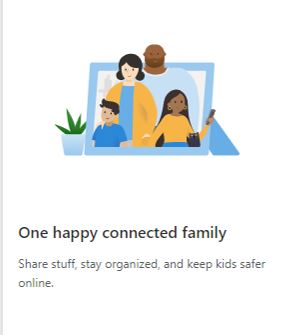 One happy connected family
Share stuff, stay organized, and keep kids safer
online.